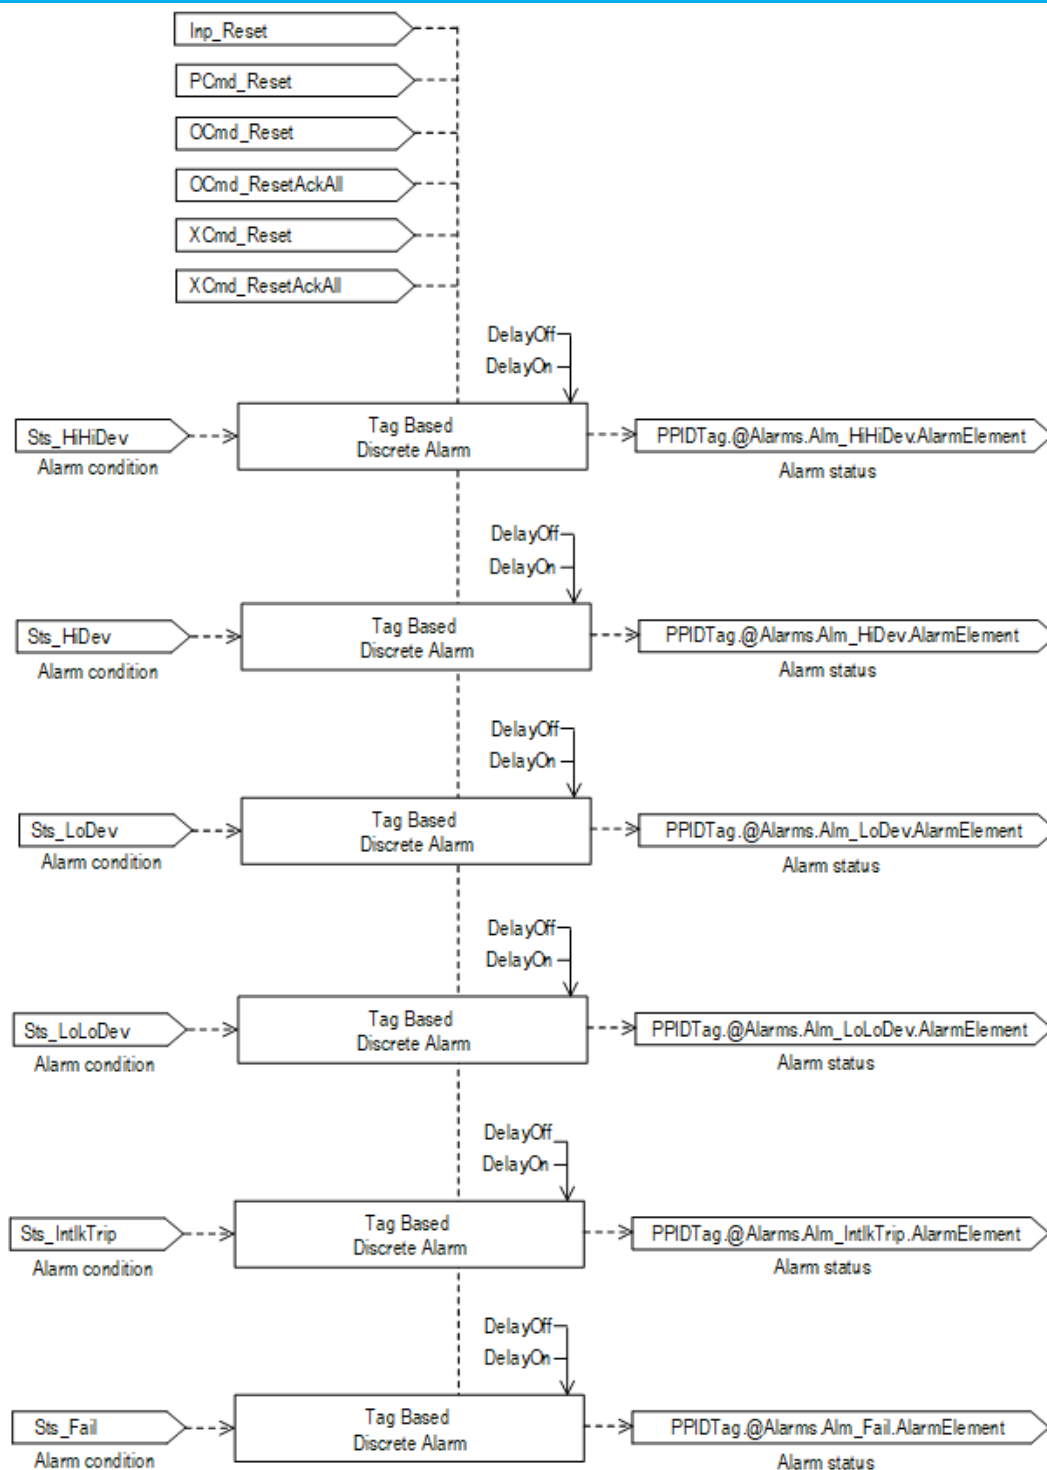 Inp_Reset
PCmd_Reset
OCmd_Reset
OCmd_ResetAckAll
XCmd_Reset
XCmd_ResetAckAll
DelayOff
DelayOn
Sts_HiHiDev
Alarm condition
Tag Based
Discrete Alarm
PPIDTag.@Alarms.Alm_HiHiDev.AlarmElement
Alarm status
DelayOff
DelayOn
Sts_HiDev
Alarm condition
Tag Based
Discrete Alarm
PPIDTag.@Alarms.Alm_HiDev.AlarmElement
Alarm status
DelayOff
DelayOn
Sts_LoDev
Alarm condition
Tag Based
Discrete Alarm
PPIDTag.@Alarms.Alm_LoDev.AlarmElement
Alarm status
DelayOff
DelayOn
Sts_LoLoDev
Alarm condition
Tag Based
Discrete Alarm
PPIDTag.@Alarms.Alm_LoLoDev.AlarmElement
Alarm status
DelayOff
DelayOn
Sts_IntlkTrip
Alarm condition
Tag Based
Discrete Alarm
PPIDTag.@Alarms.Alm_IntlkTrip.AlarmElement
Alarm status
DelayOff
DelayOn
Sts_Fail
Alarm condition
Tag Based
Discrete Alarm
PPIDTag.@Alarms.Alm_Fail.AlarmElement
Alarm status